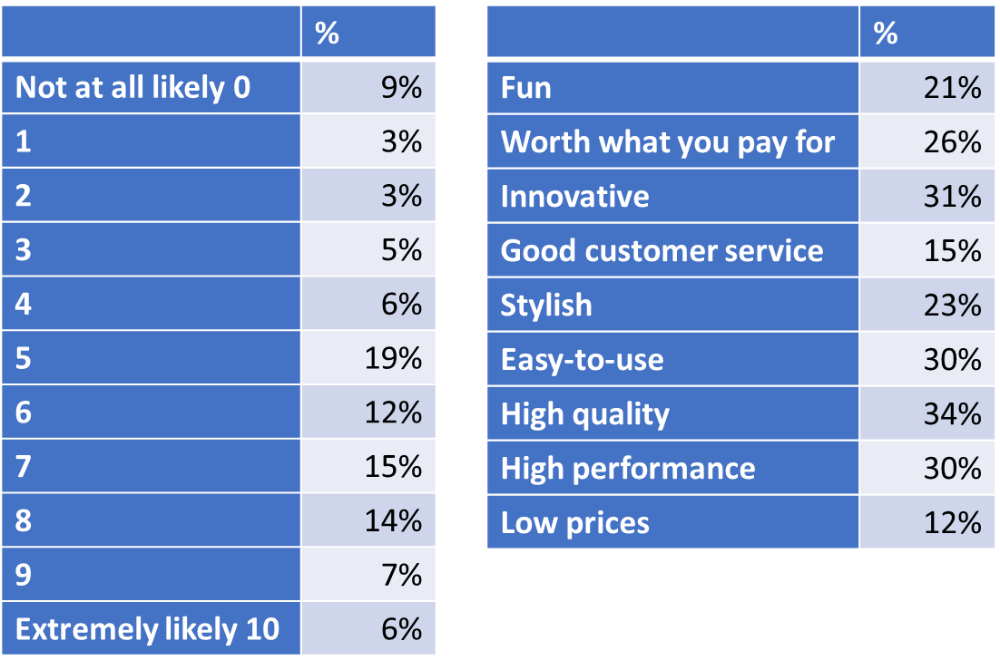 %
Not at all likely 0 9%
1 3%
2 3%
3 5%
4 6%
5 19%
6 12%
7 15%
8 14%
9 7%
Extremely likely 10 6%
%
Fun 21%
Worth what you pay for 26%
Innovative 31%
Good customer service 15%
Stylish 23%
Easy-to-use 30%
High quality 34%
High performance 30%
Low prices 12%